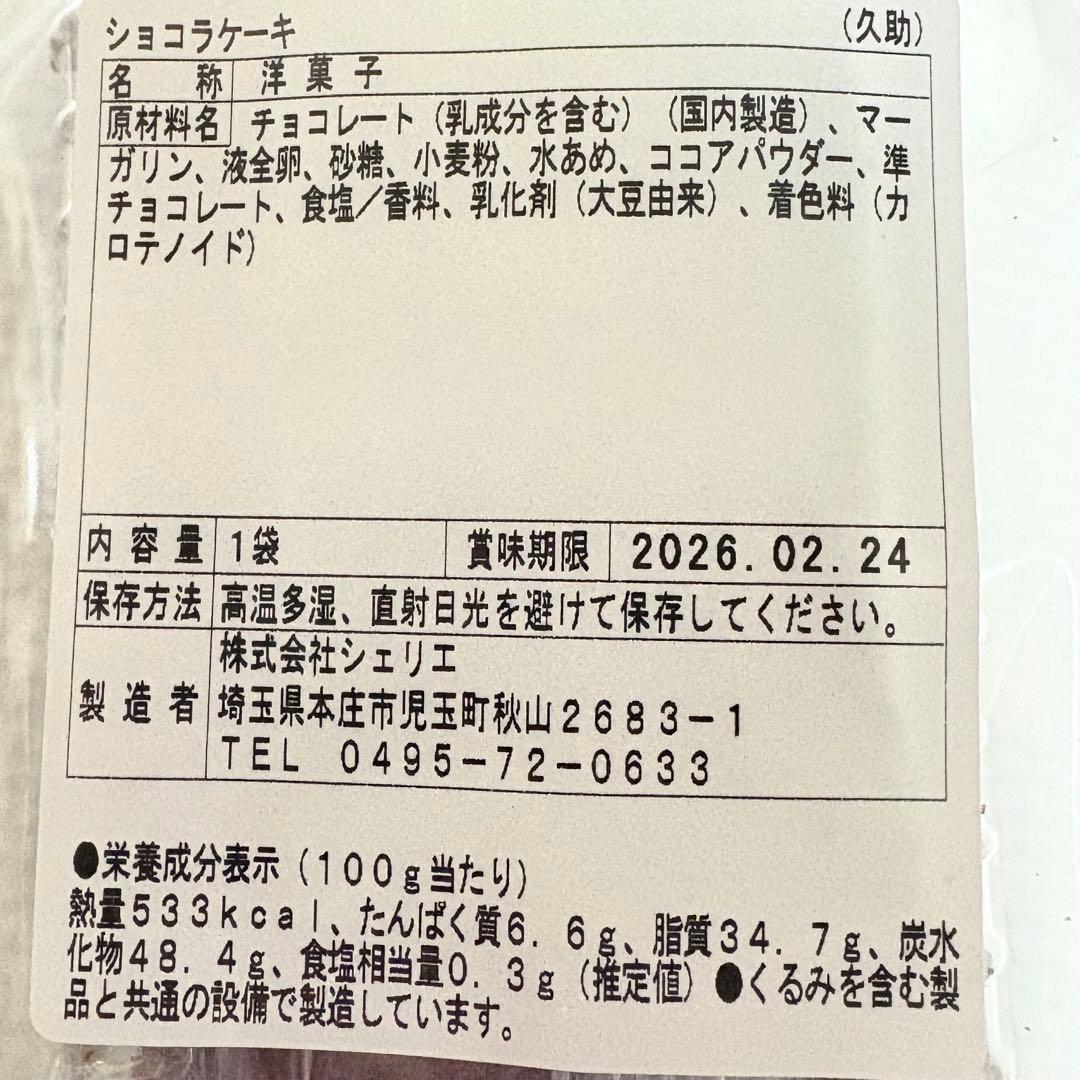 ショコラケーキ (久助)
名称 洋菓子
原材料名 チョコレート(乳成分を含む)(国内製造)、マー
ガリン、液全卵、砂糖、小麦粉、水あめ、ココアパウダー、準
チョコレート、食塩/香料、乳化剤(大豆由来)、着色料(カ
ロテノイド)
内容量 1袋 賞味期限 2026.02.24
保存方法 高温多湿、直射日光を避けて保存してください。
製造者 株式会社シェリエ
埼玉県本庄市児玉町秋山2683-1
TEL 0495-72-0633
●栄養成分表示(100g当たり)
熱量533kcal、たんぱく質6.6g、脂質34.7g、炭水
化物48.4g、食塩相当量0.3g(推定値)●くるみを含む製
品と共通の設備で製造しています。